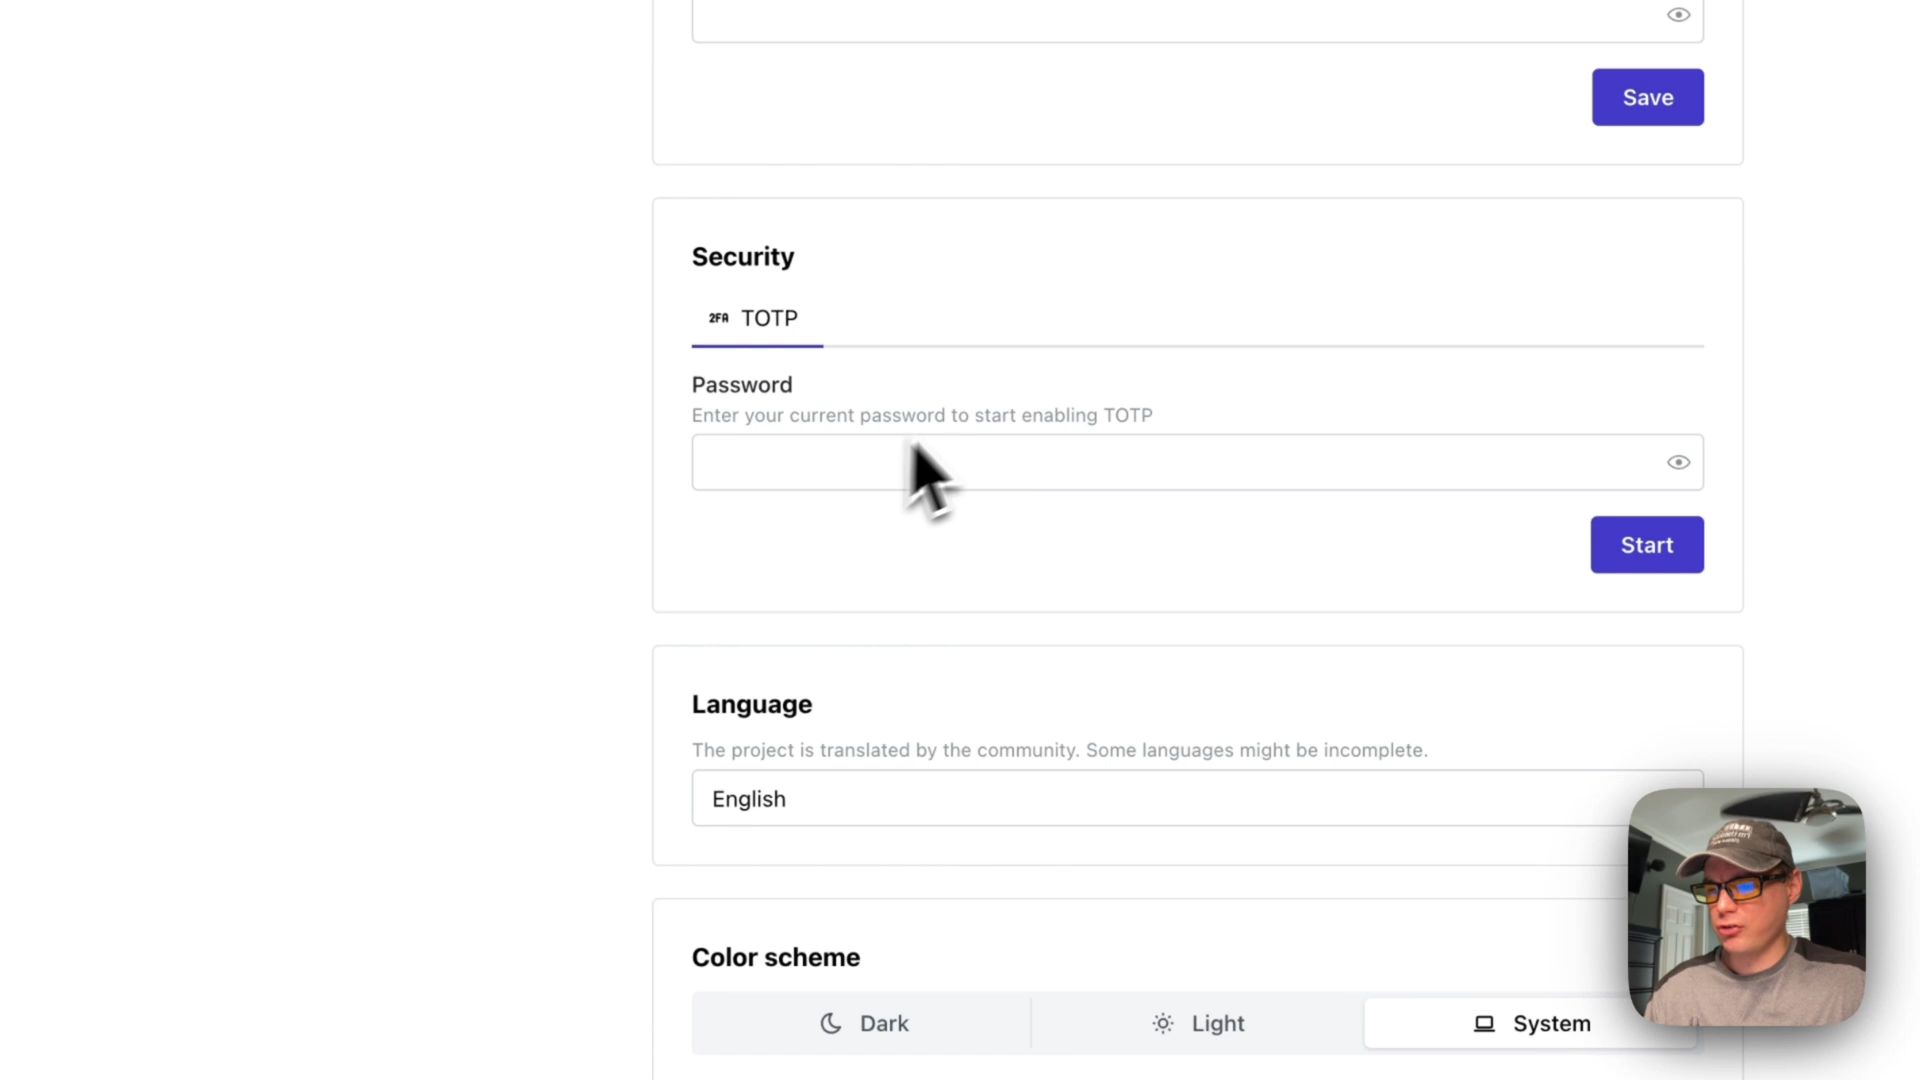 Save
Security
2FA TOTP
Password
Enter your current password to start enabling TOTP
Start
Language
The project is translated by the community. Some languages might be incomplete.
English
Color scheme
Dark
Light
System